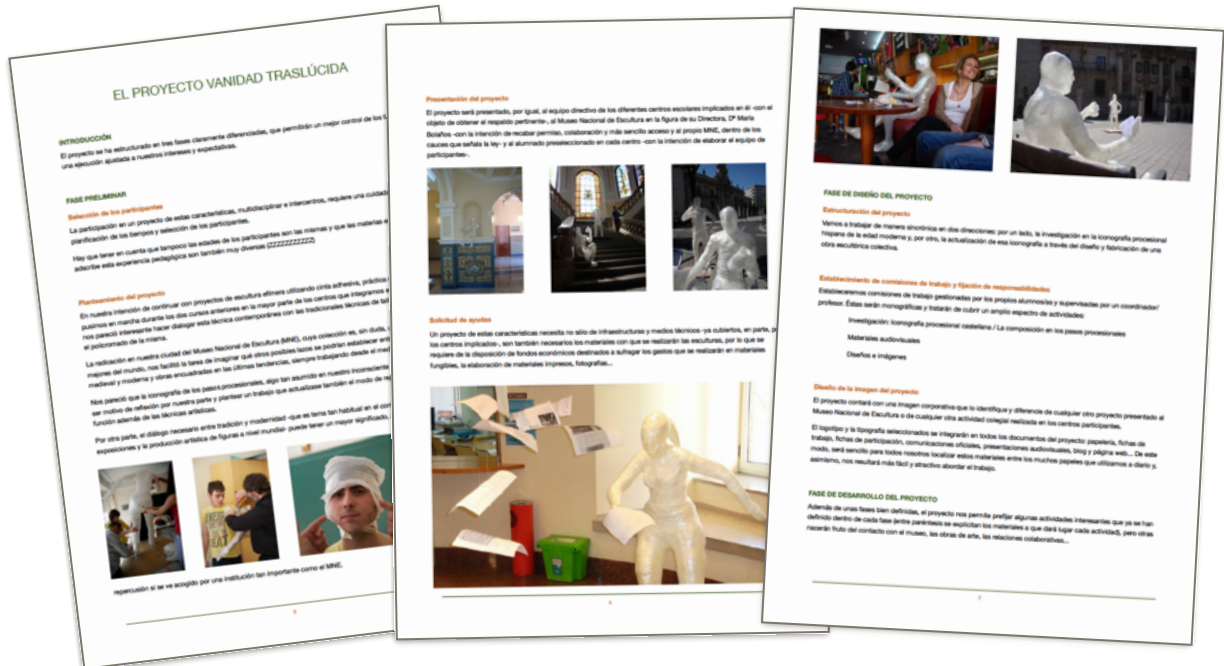 EL PROYECTO VANIDAD TRASLÚCIDA
INTRODUCCIÓN
El proyecto se ha estructurado en tres fases claramente diferenciadas, que permitirán un mejor control de los
una ejecución ajustada a nuestros intereses y expectativas.
FASE PRELIMINAR
Selección de los participantes
La participación en un proyecto de estas características, multidisciplinar e intercentros, requiere una
planificación de los tiempos y selección de los participantes.
Hay que tener en cuenta que tampoco las edades de los participantes son las mismas y que las materias
adscribe esta experiencia pedagógica son también muy diversas (ZZZZZZZZZZZ)
Planteamiento del proyecto
En nuestra intención de continuar con proyectos de escultura efímera utilizando cinta adhesiva, práctica
pusimos en marcha durante los dos cursos anteriores en la mayor parte de los centros que integramos
nos pareció interesante hacer dialogar esta técnica contemporánea con las tradicionales técnicas de
el policromado de la misma.
La radicación en nuestra ciudad del Museo Nacional de Escultura (MNE), cuya colección es, sin duda,
mejores del mundo, nos facilitó la tarea de imaginar qué otros posibles lazos se podrían establecer
medieval y moderna y obras encuadradas en las últimas tendencias, siempre trabajando desde el
Nos pareció que la iconografía de los pasos procesionales, algo tan asumido en nuestro inconsciente
ser motivo de reflexión por nuestra parte y plantear un trabajo que actualizase también el modo de
función además de las técnicas artísticas.
Por otra parte, el diálogo necesario entre tradición y modernidad -que es tema tan habitual en el
exposiciones y la producción artística de figuras a nivel mundial- puede tener un mayor significado,
repercusión si se ve acogido por una institución tan importante como el MNE.
Presentación del proyecto
El proyecto será presentado, por igual, al equipo directivo de los diferentes centros escolares implicados en él -con el
objeto de obtener el respaldo pertinente-, al Museo Nacional de Escultura en la figura de su Directora, Dª María
Bolaños -con la intención de recabar permiso, colaboración y más sencillo acceso y al propio MNE, dentro de los
cauces que señala la ley- y al alumnado preseleccionado en cada centro -con la intención de elaborar el equipo de
participantes-.
Solicitud de ayudas
Un proyecto de estas características necesita no sólo de infraestructuras y medios técnicos -ya cubiertos, en parte,
los centros implicados-, son también necesarios los materiales con que se realizarán las esculturas, por lo que se
requiere de la disposición de fondos económicos destinados a sufragar los gastos que se realizarán en materiales
fungibles, la elaboración de materiales impresos, fotografías...
6
FASE DE DISEÑO DEL PROYECTO
Estructuración del proyecto
Vamos a trabajar de manera sincrónica en dos direcciones: por un lado, la investigación en la iconografía procesional
hispana de la edad moderna y, por otro, la actualización de esa iconografía a través del diseño y fabricación de una
obra escultórica colectiva.
Establecimiento de comisiones de trabajo y fijación de responsabilidades
Estableceremos comisiones de trabajo gestionadas por los propios alumnos/as y supervisadas por un coordinador/
profesor. Éstas serán monográficas y tratarán de cubrir un amplio espectro de actividades:
Investigación: Iconografía procesional castellana / La composición en los pasos procesionales
Materiales audiovisuales
Diseños e imágenes
Diseño de la imagen del proyecto
El proyecto contará con una imagen corporativa que lo identifique y diferencie de cualquier otro proyecto presentado al
Museo Nacional de Escultura o de cualquier otra actividad colegial realizada en los centros participantes.
El logotipo y la tipografía seleccionados se integrarán en todos los documentos del proyecto: papelería, fichas de
trabajo, fichas de participación, comunicaciones oficiales, presentaciones audiovisuales, blog y página web... De este
modo, será sencillo para todos nosotros localizar estos materiales entre los muchos papeles que utilizamos a diario y,
asimismo, nos resultará más fácil y atractivo abordar el trabajo.
FASE DE DESARROLLO DEL PROYECTO
Además de unas fases bien definidas, el proyecto nos permite prefijar algunas actividades interesantes que ya se han
definido dentro de cada fase (entre paréntesis se explicitan los materiales a que dará lugar cada actividad), pero otras
nacerán fruto del contacto con el museo, las obras de arte, las relaciones colaborativas...
7